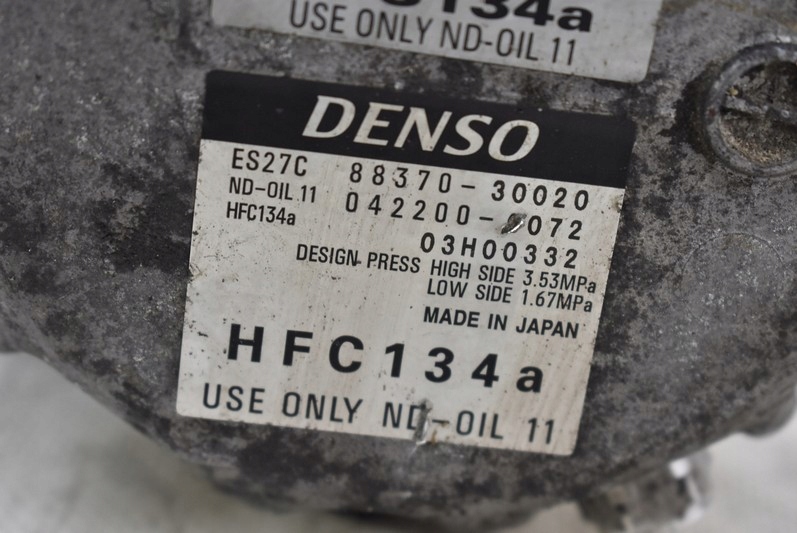 134a
USE ONLY ND-OIL 11
DENSO
ES27C 88370-30020
ND-OIL 11 042200- 072
HFC134a 03H00332
DESIGN PRESS HIGH SIDE 3.53MPa
LOW SIDE 1.67MPa
MADE IN JAPAN
HFC134a
USE ONLY ND-OIL 11